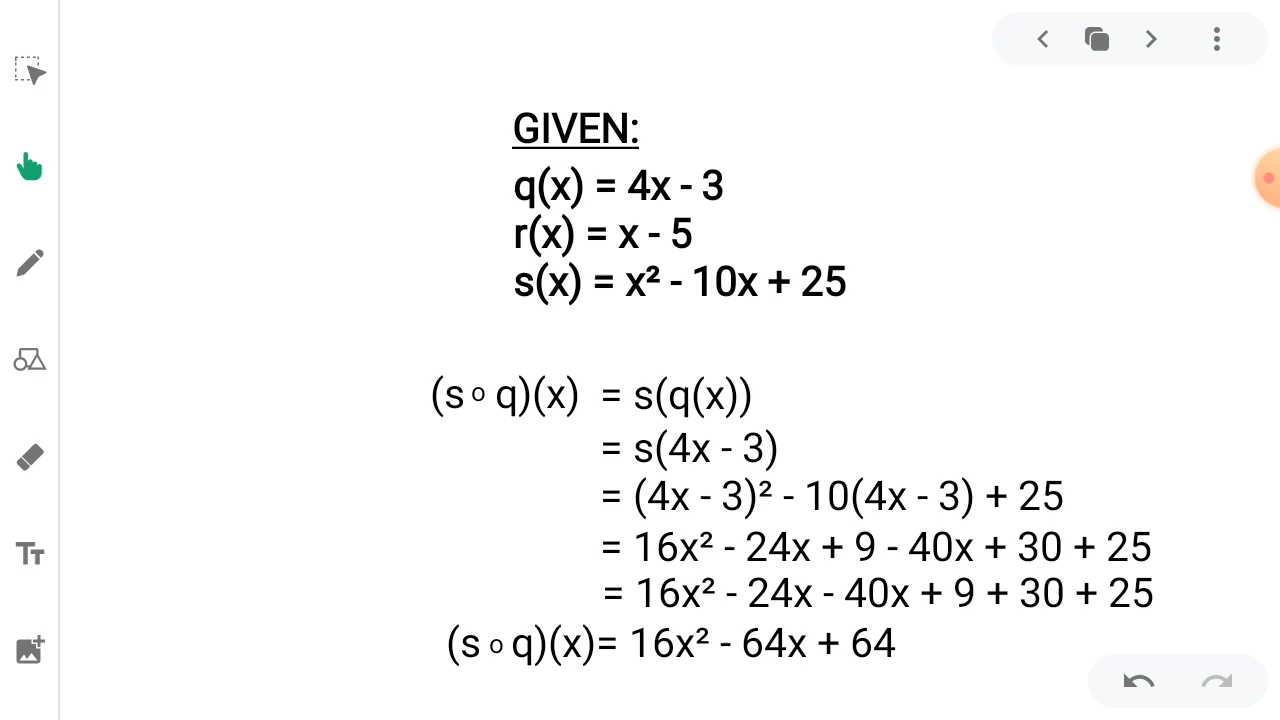 GIVEN:
q(x) = 4x - 3
r(x) = x - 5
s(x) = x² - 10x + 25
(s o q)(x) = s(q(x))
= s(4x - 3)
= (4x - 3)² - 10(4x - 3) + 25
= 16x² - 24x + 9 - 40x + 30 + 25
= 16x² - 24x - 40x + 9 + 30 + 25
(s o q)(x)= 16x² - 64x + 64